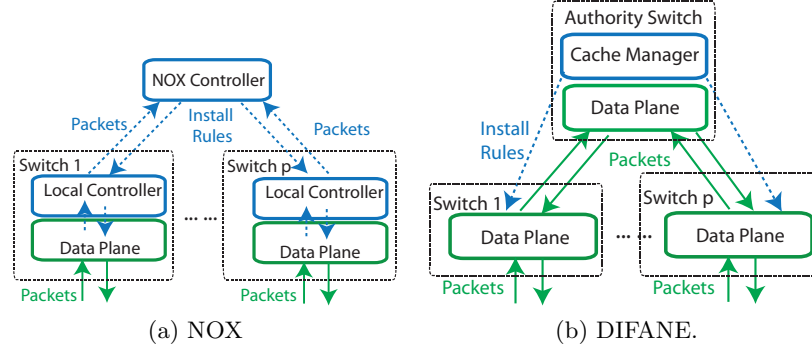 NOX Controller
Packets
Install
Rules
Packets
Switch 1
Local Controller
Data Plane
Packets
... ...
Switch p
Local Controller
Data Plane
Packets
(a) NOX
Authority Switch
Cache Manager
Data Plane
Install
Rules
Packets
Switch 1
Data Plane
Packets
... ...
Switch p
Data Plane
Packets
(b) DIFANE.